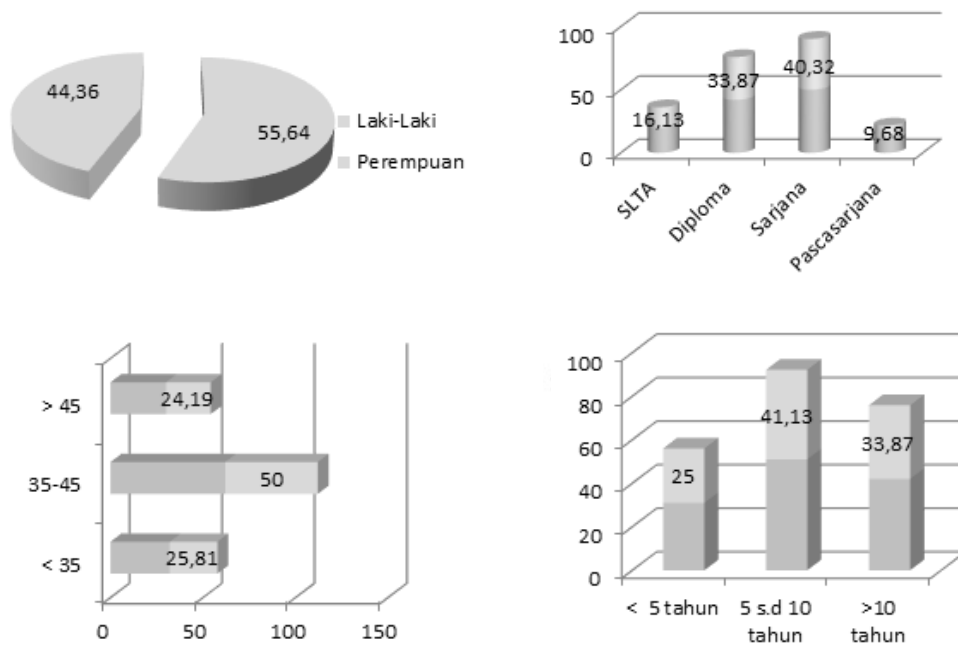 44,36
55,64
Laki-Laki
Perempuan
100
50
0
16,13
33,87
40,32
9,68
SLTA
Diploma
Sarjana
Pascasarjana
> 45
35-45
< 35
24,19
50
25,81
0
50
100
150
100
80
60
40
20
0
25
41,13
33,87
< 5 tahun
5 s.d 10
tahun
>10
tahun